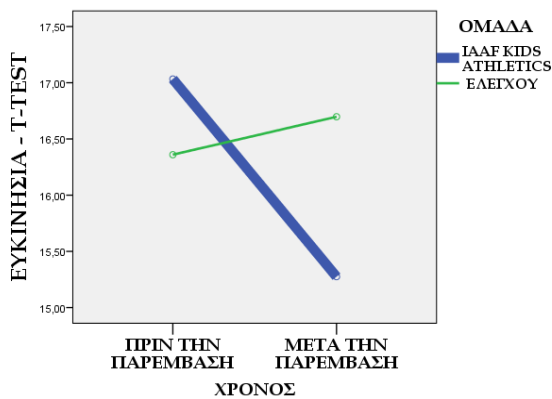 ΕΥΚΙΝΗΣΙΑ - T-TEST
17,50
17,00
16,50
16,00
15,50
15,00
ΠΡΙΝ ΤΗΝ
ΠΑΡΕΜΒΑΣΗ
ΜΕΤΑ ΤΗΝ
ΠΑΡΕΜΒΑΣΗ
ΧΡΟΝΟΣ
ΟΜΑΔΑ
IAAF KIDS
ATHLETICS
ΕΛΕΓΧΟΥ